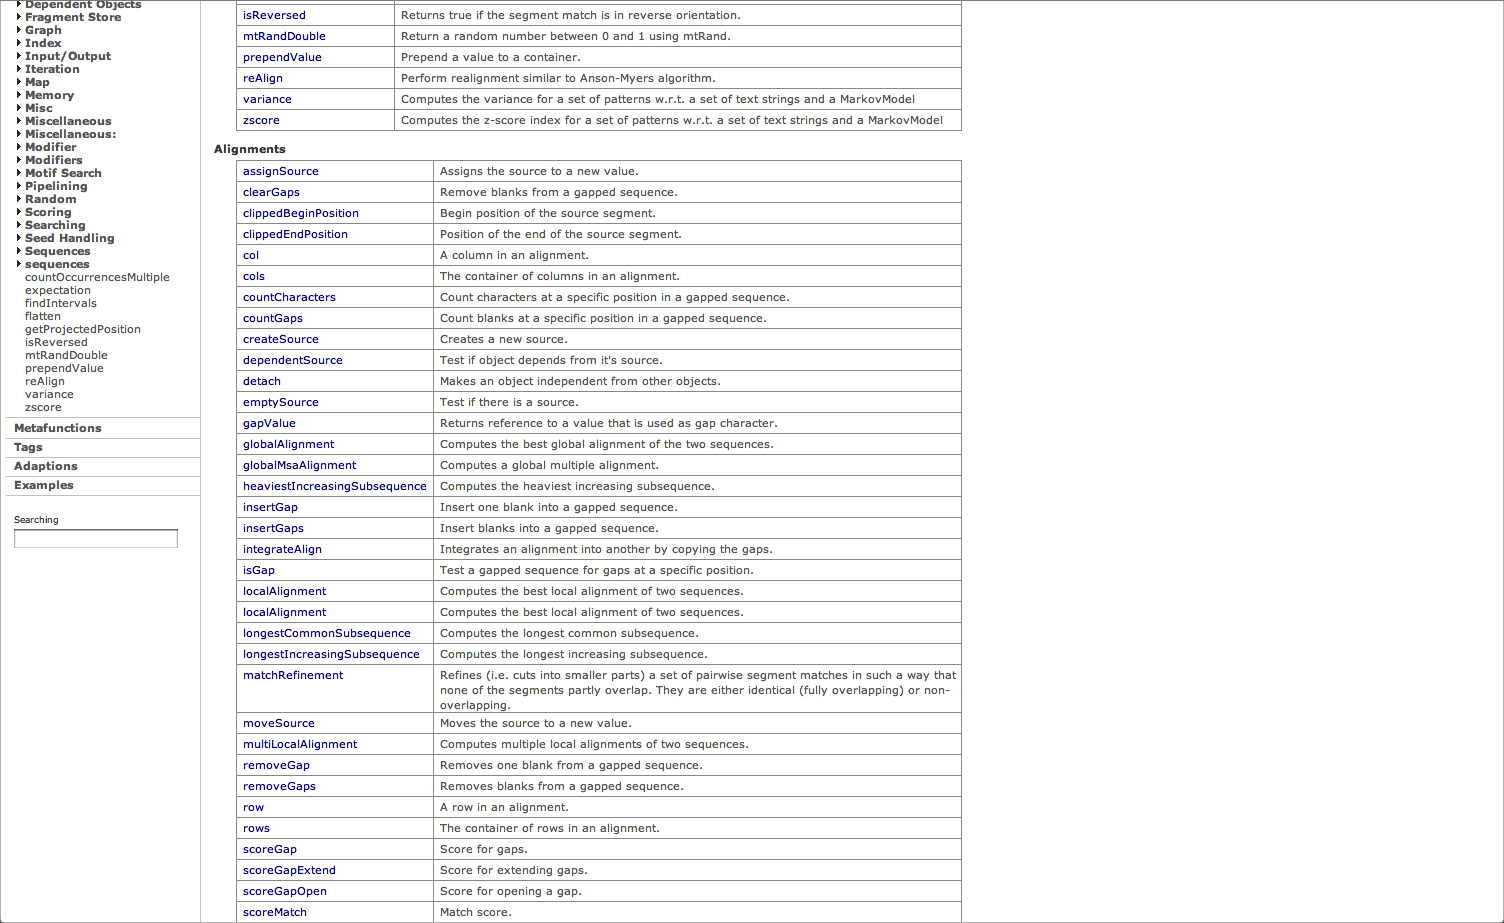 Dependent Objects
Fragment Store
Graph
Index
Input/Output
Iteration
Map
Memory
Misc
Miscellaneous
Miscellaneous:
Modifier
Modifiers
Motif Search
Pipelining
Random
Scoring
Searching
Seed Handling
Sequences
sequences
countOccurrencesMultiple
expectation
findIntervals
flatten
getProjectedPosition
isReversed
mtRandDouble
prependValue
reAlign
variance
zscore
Metafunctions
Tags
Adaptions
Examples
Searching
isReversed Returns true if the segment match is in reverse orientation.
mtRandDouble Return a random number between 0 and 1 using mtRand.
prependValue Prepend a value to a container.
reAlign Perform realignment similar to Anson-Myers algorithm.
variance Computes the variance for a set of patterns w.r.t. a set of text strings and a MarkovModel
zscore Computes the z-score index for a set of patterns w.r.t. a set of text strings and a MarkovModel
Alignments
assignSource Assigns the source to a new value.
clearGaps Remove blanks from a gapped sequence.
clippedBeginPosition Begin position of the source segment.
clippedEndPosition Position of the end of the source segment.
col A column in an alignment.
cols The container of columns in an alignment.
countCharacters Count characters at a specific position in a gapped sequence.
countGaps Count blanks at a specific position in a gapped sequence.
createSource Creates a new source.
dependentSource Test if object depends from it's source.
detach Makes an object independent from other objects.
emptySource Test if there is a source.
gapValue Returns reference to a value that is used as gap character.
globalAlignment Computes the best global alignment of the two sequences.
globalMsaAlignment Computes a global multiple alignment.
heaviestIncreasingSubsequence Computes the heaviest increasing subsequence.
insertGap Insert one blank into a gapped sequence.
insertGaps Insert blanks into a gapped sequence.
integrateAlign Integrates an alignment into another by copying the gaps.
isGap Test a gapped sequence for gaps at a specific position.
localAlignment Computes the best local alignment of two sequences.
localAlignment Computes the best local alignment of two sequences.
longestCommonSubsequence Computes the longest common subsequence.
longestIncreasingSubsequence Computes the longest increasing subsequence.
matchRefinement Refines (i.e. cuts into smaller parts) a set of pairwise segment matches in such a way that
none of the segments partly overlap. They are either identical (fully overlapping) or non-
overlapping.
moveSource Moves the source to a new value.
multiLocalAlignment Computes multiple local alignments of two sequences.
removeGap Removes one blank from a gapped sequence.
removeGaps Removes blanks from a gapped sequence.
row A row in an alignment.
rows The container of rows in an alignment.
scoreGap Score for gaps.
scoreGapExtend Score for extending gaps.
scoreGapOpen Score for opening a gap.
scoreMatch Match score.